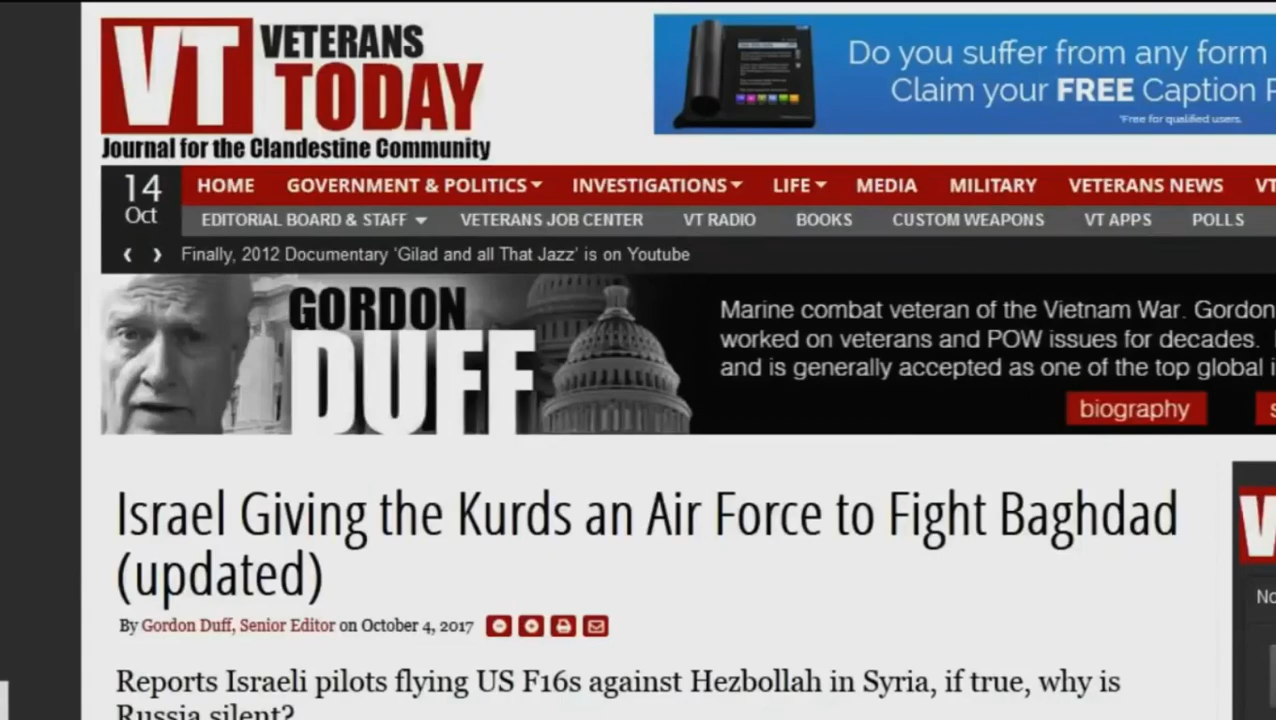 VT VETERANS
TODAY
Journal for the Clandestine Community
Do you suffer from any form
Claim your FREE Caption
*Free for qualified users.
14
Oct
HOME GOVERNMENT & POLITICS INVESTIGATIONS LIFE MEDIA MILITARY VETERANS NEWS VT
EDITORIAL BOARD & STAFF VETERANS JOB CENTER VT RADIO BOOKS CUSTOM WEAPONS VT APPS POLLS
Finally, 2012 Documentary ‘Gilad and all That Jazz’ is on Youtube
GORDON
DUFF
Marine combat veteran of the Vietnam War. Gordon
worked on veterans and POW issues for decades.
and is generally accepted as one of the top global
biography
Israel Giving the Kurds an Air Force to Fight Baghdad
(updated)
By Gordon Duff, Senior Editor on October 4, 2017
Reports Israeli pilots flying US F16s against Hezbollah in Syria, if true, why is
Russia silent?